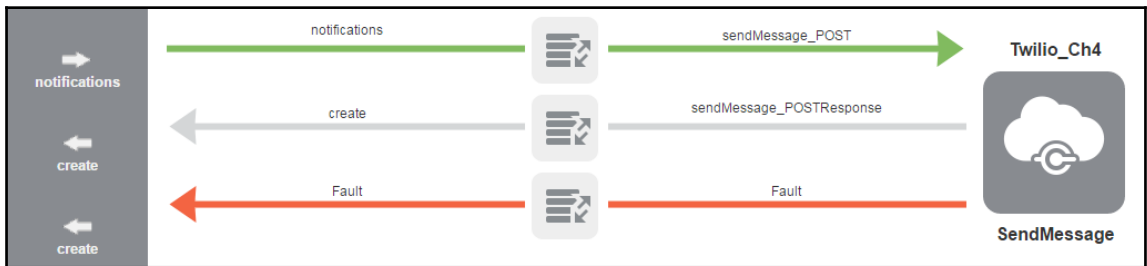 notifications
create
create
notifications
sendMessage_POST
create
sendMessage_POSTResponse
Fault
Fault
Twilio_Ch4
SendMessage